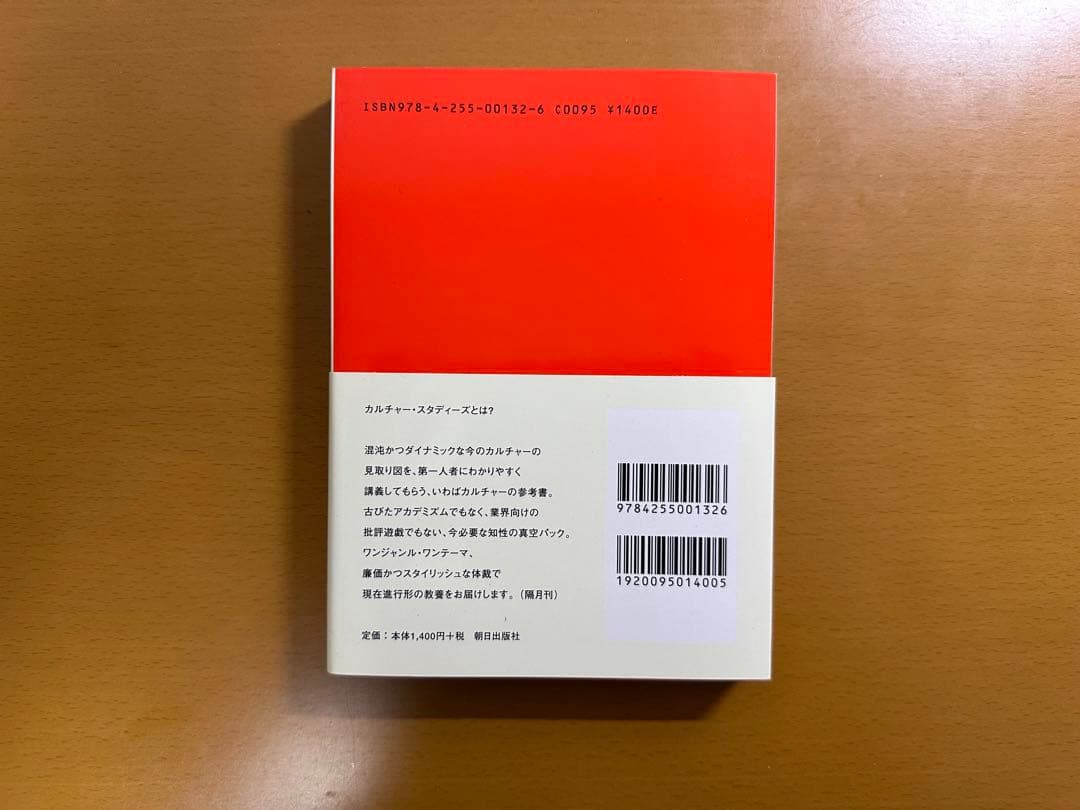 ISBN978-4-255-00132-6 C0095 ¥1400E
カルチャー・スタディーズとは?
混沌かつダイナミックな今のカルチャーの
見取り図を、第一人者にわかりやすく
講義してもらう、いわばカルチャーの参考書。
古びたアカデミズムでもなく、業界向けの
批評遊戯でもない、今必要な知性の真空パック。
ワンジャンル・ワンテーマ、
廉価かつスタイリッシュな体裁で
現在進行形の教養をお届けします。(隔月刊)
定価:本体1,400円+税 朝日出版社
9784255001326
1920095014005